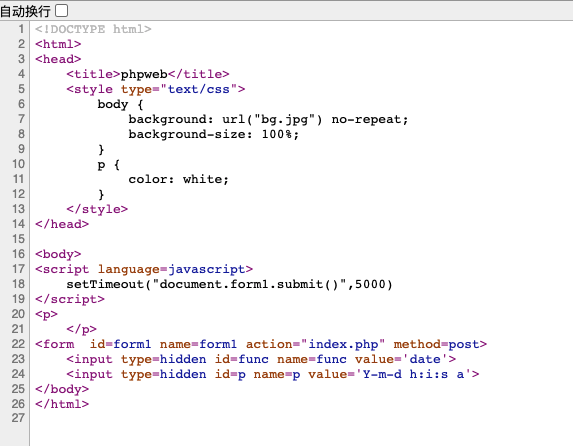 自动换行
1 <!DOCTYPE html>
2 <html>
3 <head>
4     <title>phpweb</title>
5     <style type="text/css">
6         body {
7             background: url("bg.jpg") no-repeat;
8             background-size: 100%;
9         }
10         p {
11             color: white;
12         }
13     </style>
14 </head>
15
16 <body>
17 <script language=javascript>
18     setTimeout("document.form1.submit()",5000)
19 </script>
20 <p>
21     </p>
22 <form  id=form1 name=form1 action="index.php" method=post>
23     <input type=hidden id=func name=func value='date'>
24     <input type=hidden id=p name=p value='Y-m-d h:i:s a'>
25 </body>
26 </html>
27